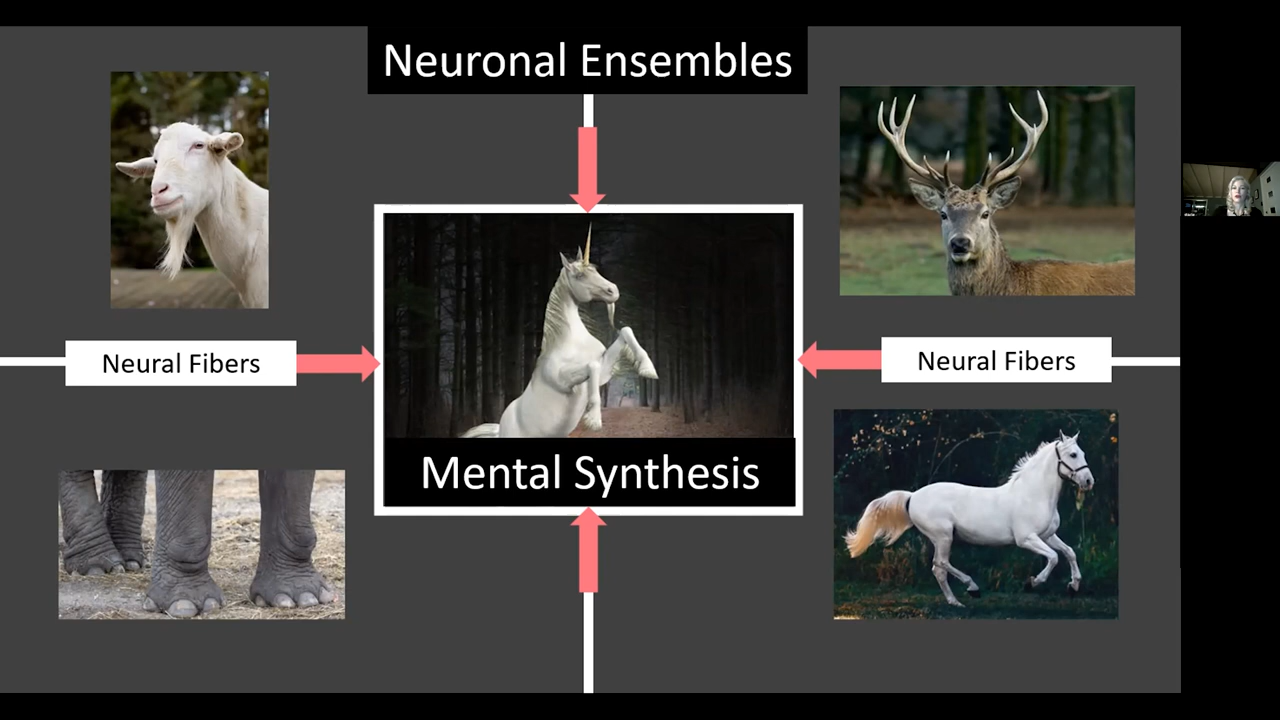 Neuronal Ensembles
Neural Fibers
Neural Fibers
Mental Synthesis